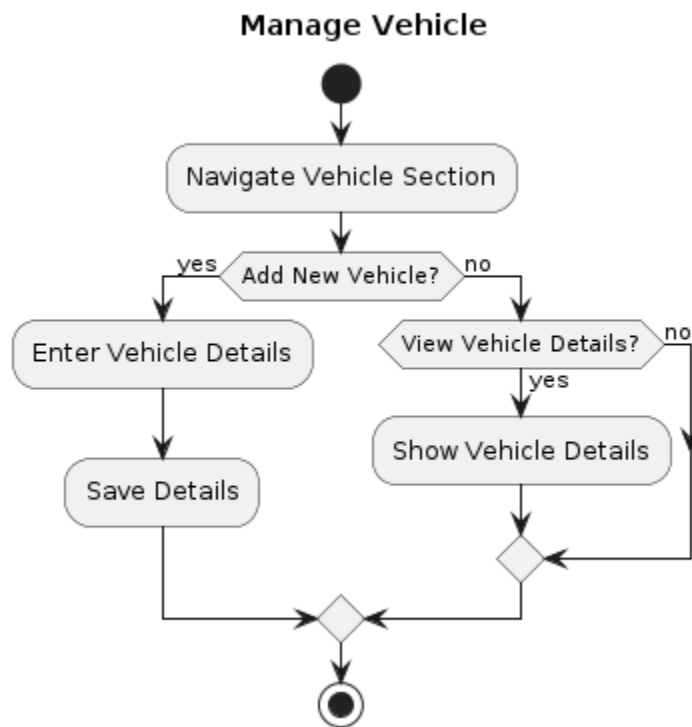 Manage Vehicle
Navigate Vehicle Section
yes
Add New Vehicle?
no
Enter Vehicle Details
View Vehicle Details?
no
yes
Show Vehicle Details
Save Details